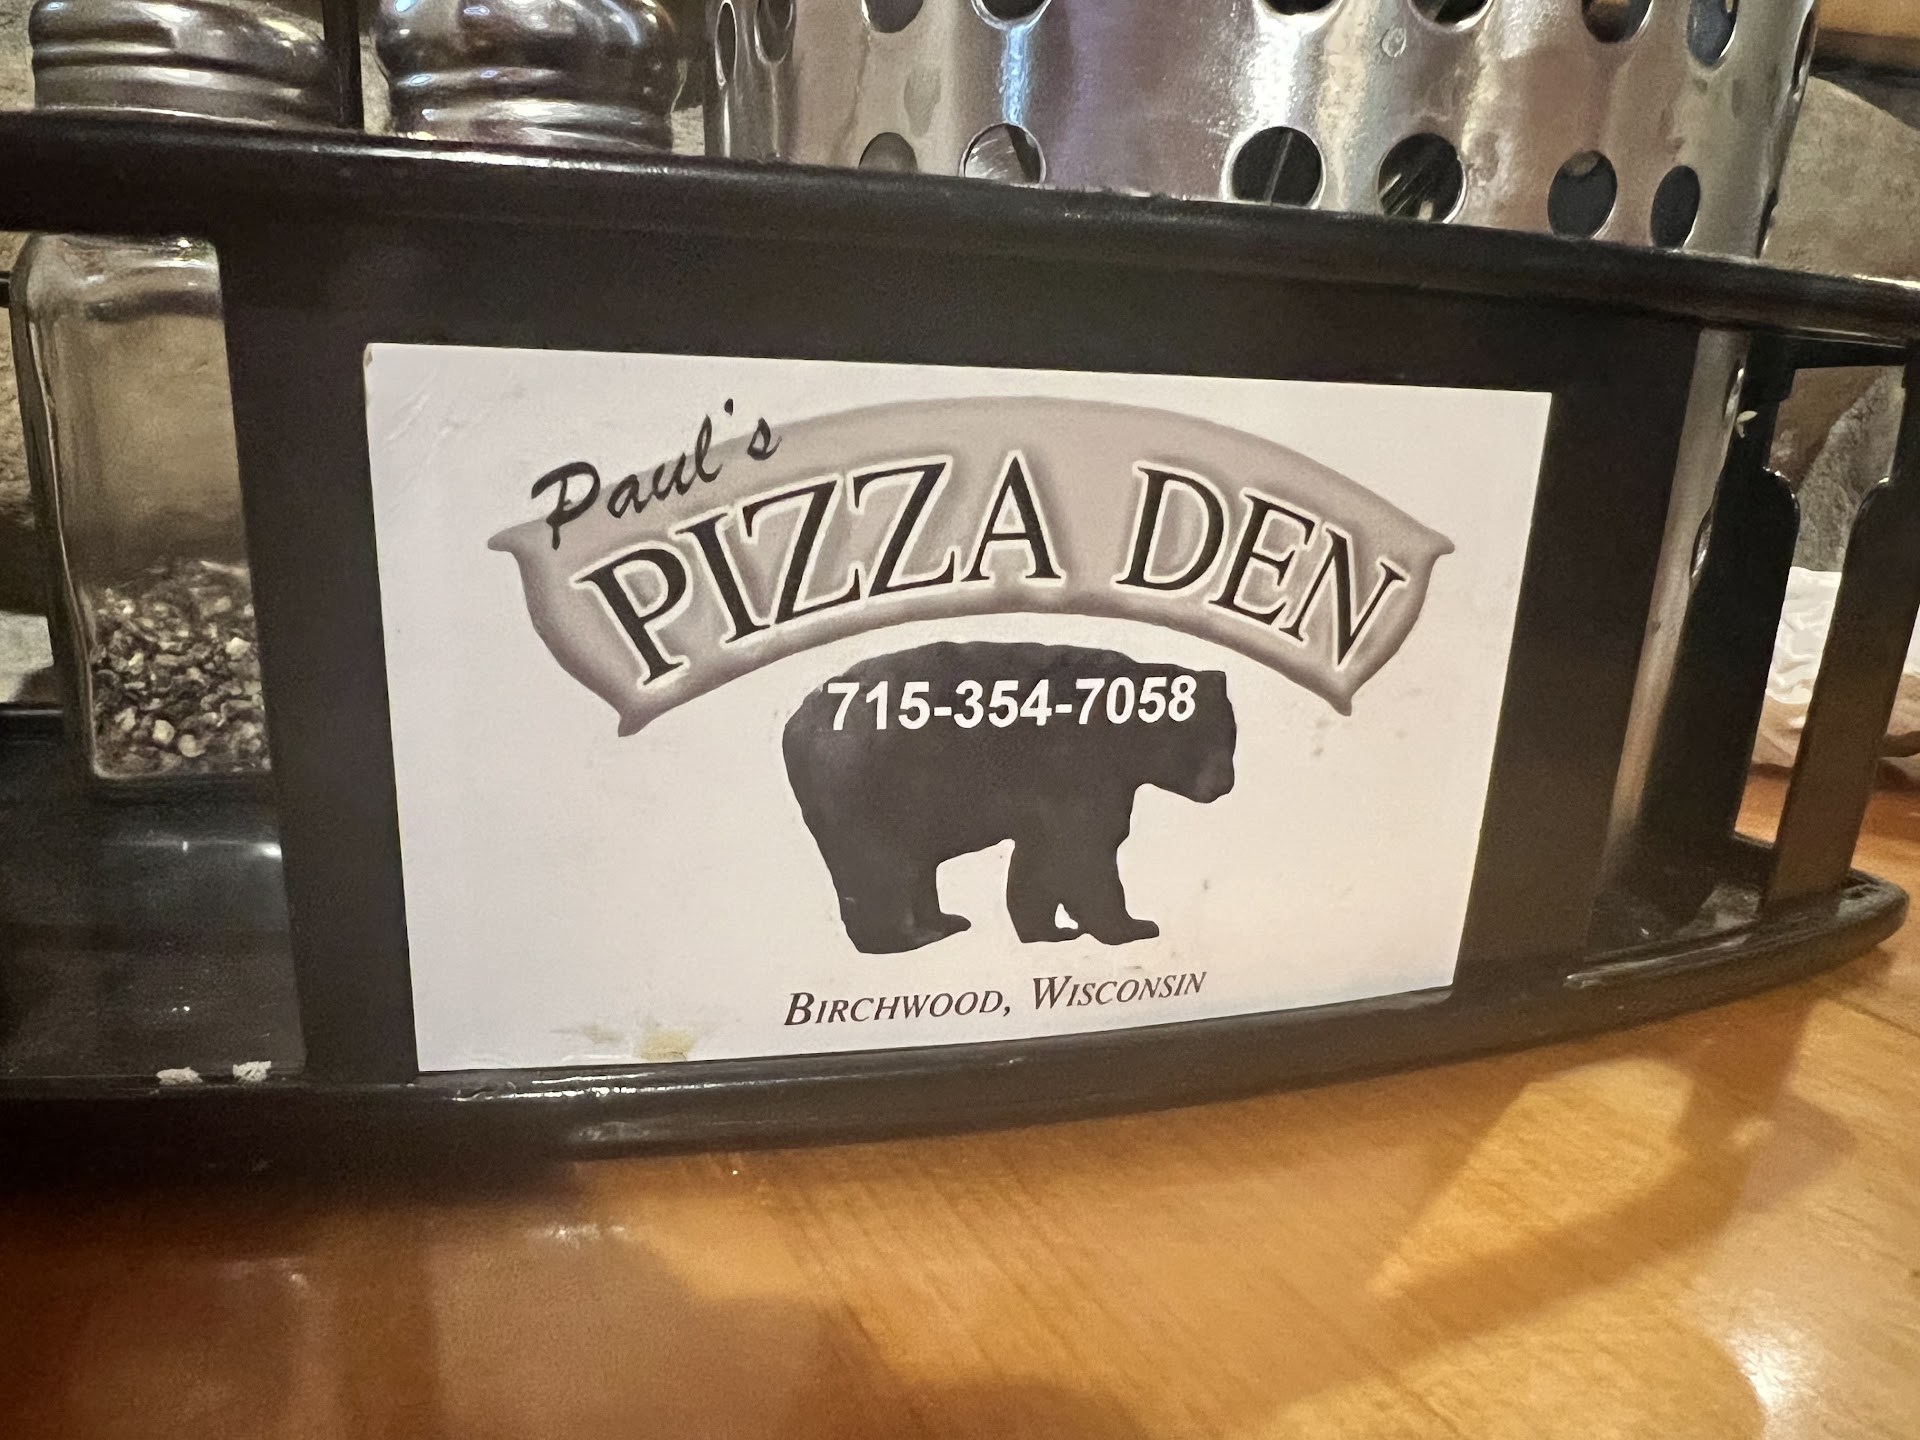 Paul's
PIZZA DEN
715-354-7058
BIRCHWOOD, WISCONSIN